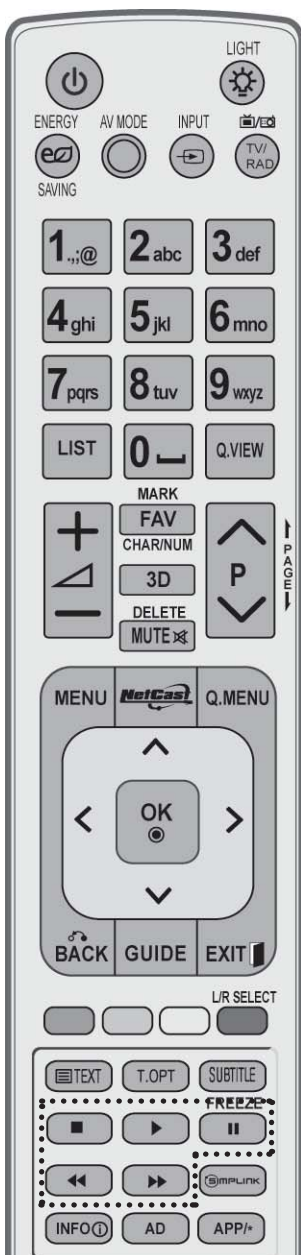 LIGHT
ENERGY AV MODE INPUT
TV/
RAD
SAVING
1.,;@ 2abc 3def
4ghi 5jkl 6mno
7pqrs 8tuv 9wxyz
LIST 0 Q.VIEW
MARK
FAV
CHAR/NUM
3D
P
PAGE
DELETE
MUTE
MENU NetCast Q.MENU
OK
BACK GUIDE EXIT
L/R SELECT
TEXT T.OPT SUBTITLE
FREEZE
SIMPLINK
INFO i AD APP/*